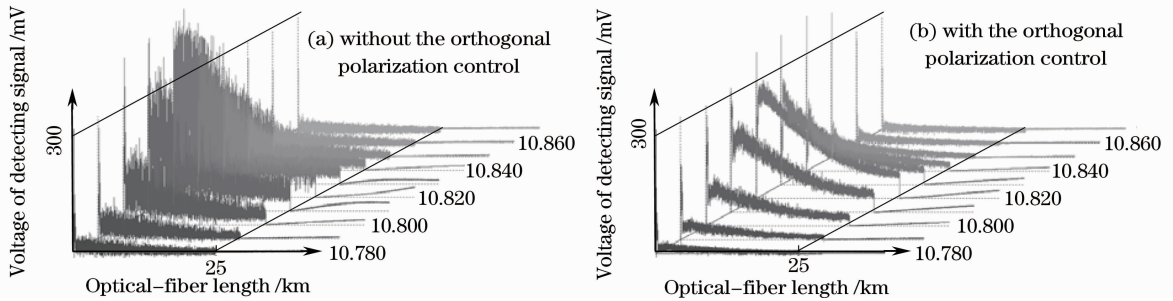 Voltage of detecting signal /mV
300
(a) without the orthogonal
polarization control
10.860
10.840
10.820
10.800
10.780
25
Optical-fiber length /km
Voltage of detecting signal /mV
300
(b) with the orthogonal
polarization control
10.860
10.840
10.820
10.800
10.780
25
Optical-fiber length /km